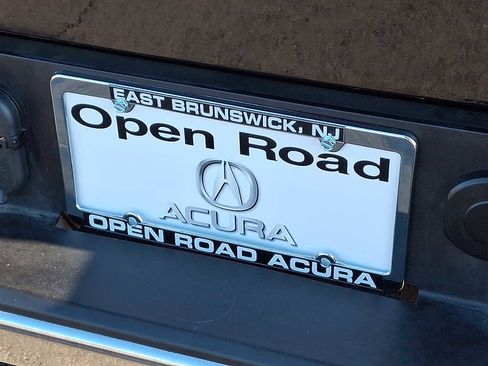 EAST BRUNSWICK, NJ
Open Road
ACURA
OPEN ROAD ACURA